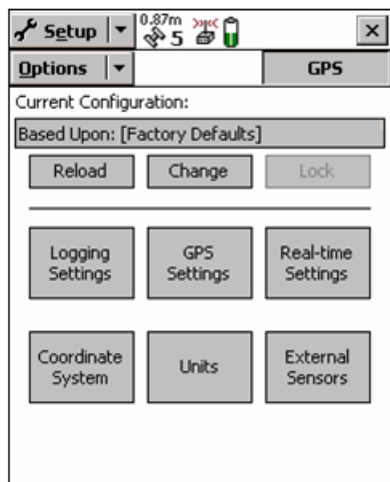 Setup
0.87m
5
Options
GPS
Current Configuration:
Based Upon: [Factory Defaults]
Reload Change Lock
Logging Settings
GPS Settings
Real-time Settings
Coordinate System
Units
External Sensors